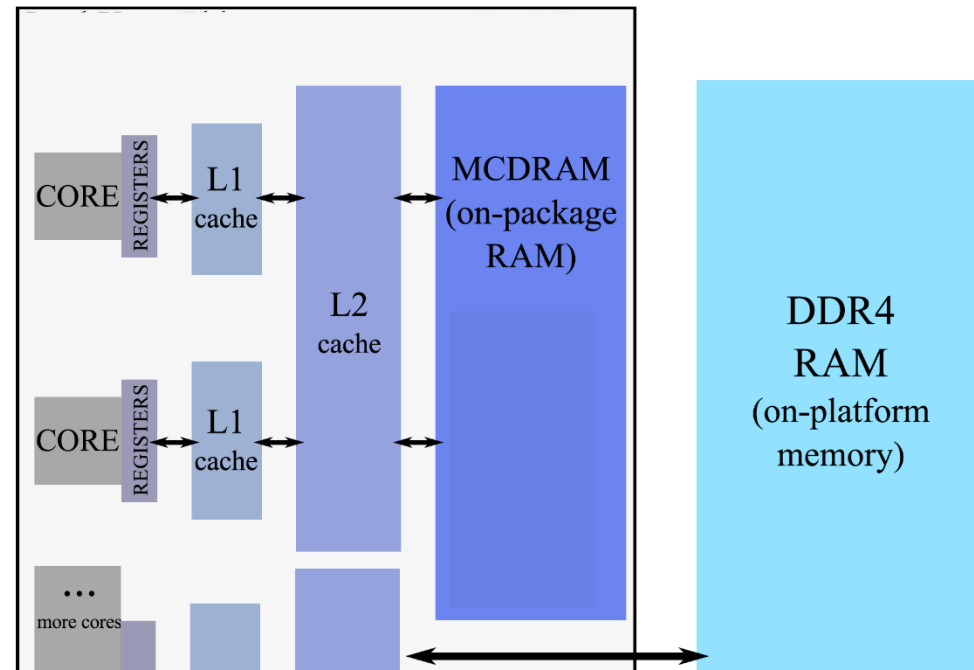 CORE
REGISTERS
L1
cache
L2
cache
MCDRAM
(on-package
RAM)
DDR4
RAM
(on-platform
memory)
CORE
REGISTERS
L1
cache
...
more cores